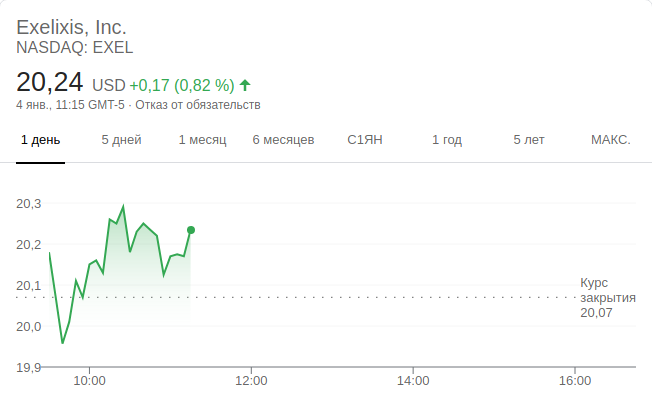 Exelixis, Inc.
NASDAQ: EXEL
20,24 USD +0,17 (0,82 %)
4 янв., 11:15 GMT-5 · Отказ от обязательств
1 день 5 дней 1 месяц 6 месяцев С1ЯН 1 год 5 лет МАКС.
20,3
20,2
20,1
20,0
19,9
Курс
закрытия
20,07
10:00 12:00 14:00 16:00